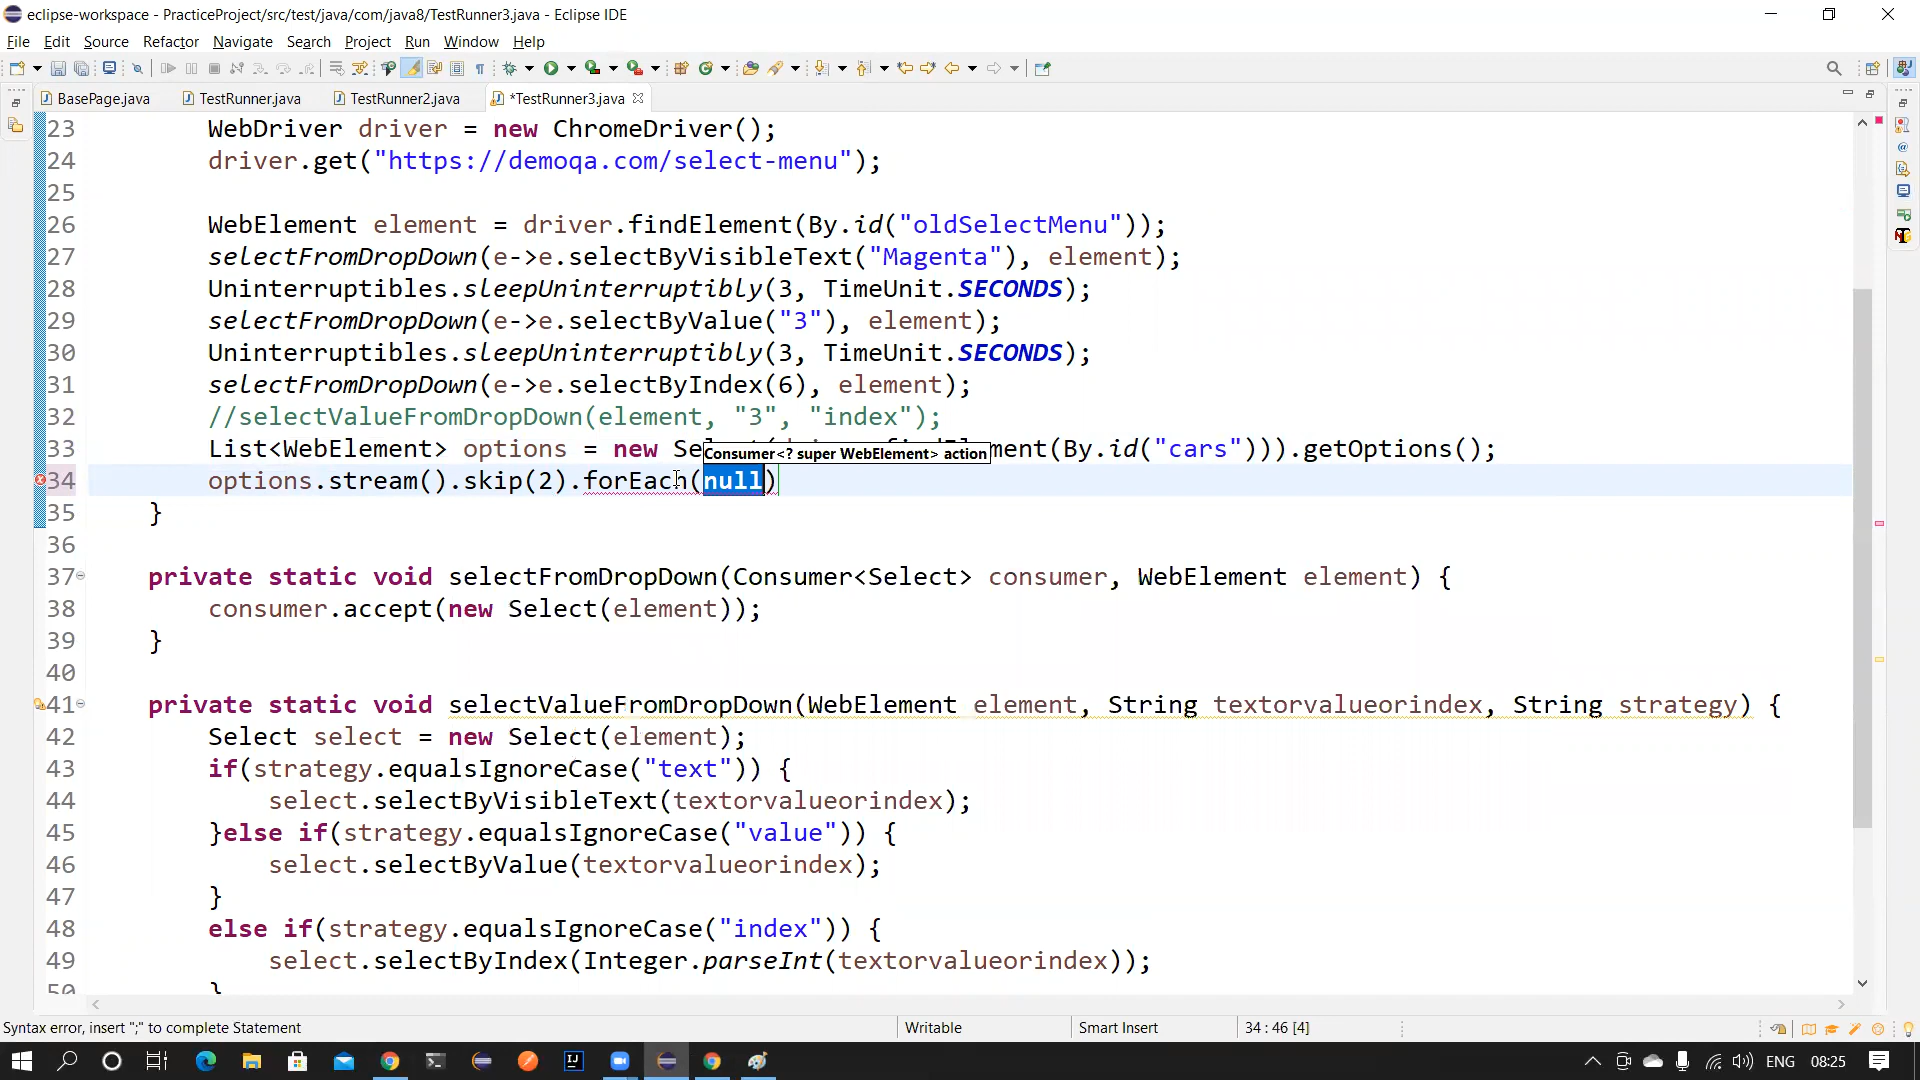 eclipse-workspace - PracticeProject/src/test/java/com/java8/TestRunner3.java - Eclipse IDE
File Edit Source Refactor Navigate Search Project Run Window Help
BasePage.java TestRunner.java TestRunner2.java *TestRunner3.java
23 WebDriver driver = new ChromeDriver();
24 driver.get("https://demoqa.com/select-menu");
25
26 WebElement element = driver.findElement(By.id("oldSelectMenu"));
27 selectFromDropDown(e->e.selectByVisibleText("Magenta"), element);
28 Uninterruptibles.sleepUninterruptibly(3, TimeUnit.SECONDS);
29 selectFromDropDown(e->e.selectByValue("3"), element);
30 Uninterruptibles.sleepUninterruptibly(3, TimeUnit.SECONDS);
31 selectFromDropDown(e->e.selectByIndex(6), element);
32 //selectValueFromDropDown(element, "3", "index");
33 List<WebElement> options = new Se ment(By.id("cars"))).getOptions();
Consumer<? super WebElement> action
34 options.stream().skip(2).forEach(null)
35 }
36
37 private static void selectFromDropDown(Consumer<Select> consumer, WebElement element) {
38 consumer.accept(new Select(element));
39 }
40
41 private static void selectValueFromDropDown(WebElement element, String textorvalueorindex, String strategy) {
42 Select select = new Select(element);
43 if(strategy.equalsIgnoreCase("text")) {
44 select.selectByVisibleText(textorvalueorindex);
45 }else if(strategy.equalsIgnoreCase("value")) {
46 select.selectByValue(textorvalueorindex);
47 }
48 else if(strategy.equalsIgnoreCase("index")) {
49 select.selectByIndex(Integer.parseInt(textorvalueorindex));
50 }
Syntax error, insert ";" to complete Statement Writable Smart Insert 34 : 46 [4]
ENG 08:25